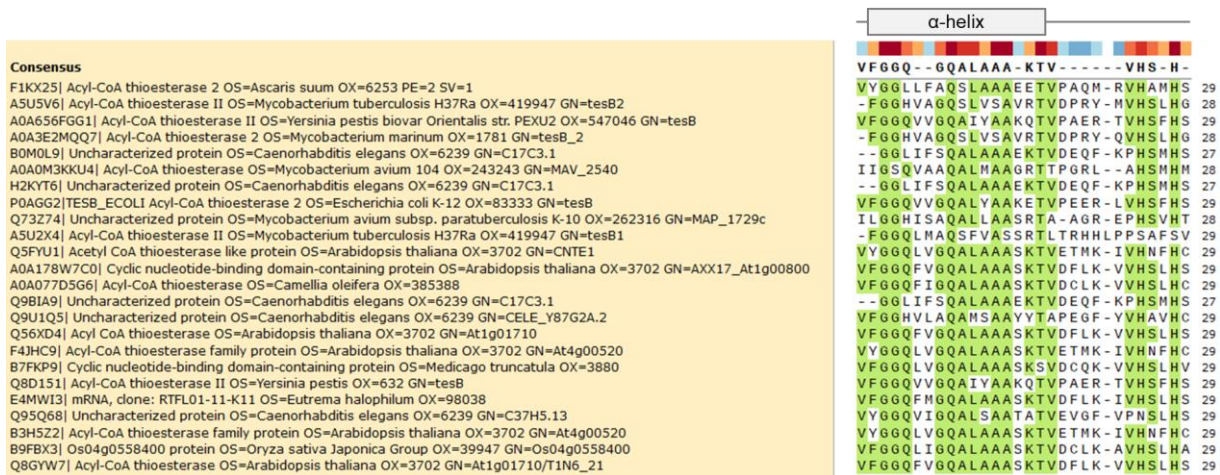 α-helix
Consensus VFGGQ--GQALAAA-KTV------VHS-H-
F1KX25| Acyl-CoA thioesterase 2 OS=Ascaris suum OX=6253 PE=2 SV=1 VYGGLLFAQSLAAAEETVPAQM-RVHAMHS 29
A5U5V6| Acyl-CoA thioesterase II OS=Mycobacterium tuberculosis H37Ra OX=419947 GN=tesB2 -FGGHVAGQSLVSAVRTVDPRY-MVHSLHG 28
A0A656FGG1| Acyl-CoA thioesterase II OS=Yersinia pestis biovar Orientalis str. PEXU2 OX=547046 GN=tesB VFGGQVVGQAIYAAKQTVPAER-TVHSFHS 29
A0A3E2MQQ7| Acyl-CoA thioesterase 2 OS=Mycobacterium marinum OX=1781 GN=tesB_2 -FGGHVAGQSLVSAVRTVDPRY-QVHSLHG 28
B0M0L9| Uncharacterized protein OS=Caenorhabditis elegans OX=6239 GN=C17C3.1 --GGLIFSQALAAAEKTVDEQF-KPHSMHS 27
A0A0M3KKU4| Acyl-CoA thioesterase OS=Mycobacterium avium 104 OX=243243 GN=MAV_2540 IIGSQVAAQALMAAGRTTPGRL--AHSMHM 28
H2KYT6| Uncharacterized protein OS=Caenorhabditis elegans OX=6239 GN=C17C3.1 --GGLIFSQALAAAEKTVDEQF-KPHSMHS 27
P0AGG2|TESB_ECOLI Acyl-CoA thioesterase 2 OS=Escherichia coli K-12 OX=83333 GN=tesB VFGGQVVGQALYAAKETVPEER-LVHSFHS 29
Q73Z74| Uncharacterized protein OS=Mycobacterium avium subsp. paratuberculosis K-10 OX=262316 GN=MAP_1729c ILGGHISAQALLAASRTA-AGR-EPHSVHT 28
A5U2X4| Acyl-CoA thioesterase II OS=Mycobacterium tuberculosis H37Ra OX=419947 GN=tesB1 -FGGQLMAQSFVASSRTLTRHHLPPSAFSV 29
Q5FYU1| Acetyl CoA thioesterase like protein OS=Arabidopsis thaliana OX=3702 GN=CNTE1 VYGGQLVGQALAAASKTVETMK-IVHNFHC 29
A0A178W7C0| Cyclic nucleotide-binding domain-containing protein OS=Arabidopsis thaliana OX=3702 GN=AXX17_At1g00800 VFGGQFVGQALAAASKTVDFLK-VVHSLHS 29
A0A077D5G6| Acyl-CoA thioesterase OS=Camellia oleifera OX=385388 VFGGQFIGQALAAASKTVDCLK-VVHSLHC 29
Q9BIA9| Uncharacterized protein OS=Caenorhabditis elegans OX=6239 GN=C17C3.1 --GGLIFSQALAAAEKTVDEQF-KPHSMHS 27
Q9U1Q5| Uncharacterized protein OS=Caenorhabditis elegans OX=6239 GN=CELE_Y87G2A.2 VFGGHVLAQAMSAAYYTAPEGF-YVHAVHC 29
Q56XD4| Acyl CoA thioesterase OS=Arabidopsis thaliana OX=3702 GN=At1g01710 VFGGQFVGQALAAASKTVDFLK-VVHSLHS 29
F4JHC9| Acyl-CoA thioesterase family protein OS=Arabidopsis thaliana OX=3702 GN=At4g00520 VYGGQLVGQALAAASKTVETMK-IVHNFHC 29
B7FKP9| Cyclic nucleotide-binding domain-containing protein OS=Medicago truncatula OX=3880 VFGGQLVGQALAAASKSVDCQK-VVHSLHV 29
Q8D151| Acyl-CoA thioesterase II OS=Yersinia pestis OX=632 GN=tesB VFGGQVVGQAIYAAKQTVPAER-TVHSFHS 29
E4MWI3| mRNA, clone: RTFL01-11-K11 OS=Eutrema halophilum OX=98038 VFGGQFMGQALAAASKTVDFLK-IVHSLHS 29
Q95Q68| Uncharacterized protein OS=Caenorhabditis elegans OX=6239 GN=C37H5.13 VYGGQVIGQALSAATATVEVGF-VPNSLHS 29
B3H5Z2| Acyl-CoA thioesterase family protein OS=Arabidopsis thaliana OX=3702 GN=At4g00520 VYGGQLVGQALAAASKTVETMK-IVHNFHC 29
B9FBX3| Os04g0558400 protein OS=Oryza sativa Japonica Group OX=39947 GN=Os04g0558400 VFGGQLIGQALAAASKTVDCLK-AVHSLHA 29
Q8GYW7| Acyl-CoA thioesterase OS=Arabidopsis thaliana OX=3702 GN=At1g01710/T1N6_21 VFGGQFVGQALAAASKTVDFLK-VVHSLHS 29